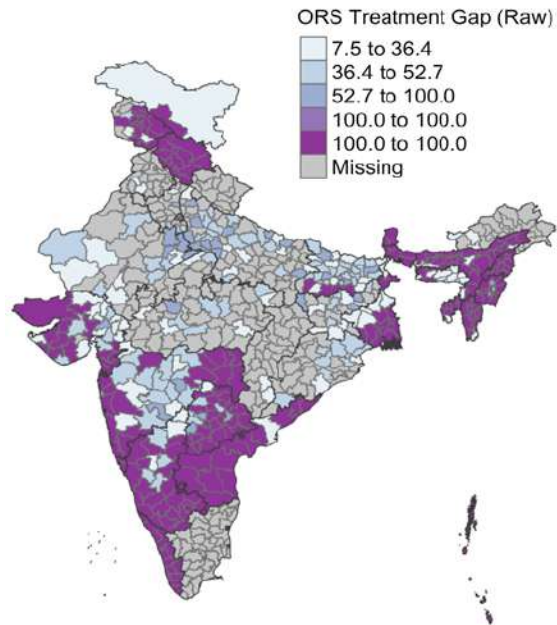 ORS Treatment Gap (Raw)
7.5 to 36.4
36.4 to 52.7
52.7 to 100.0
100.0 to 100.0
100.0 to 100.0
Missing